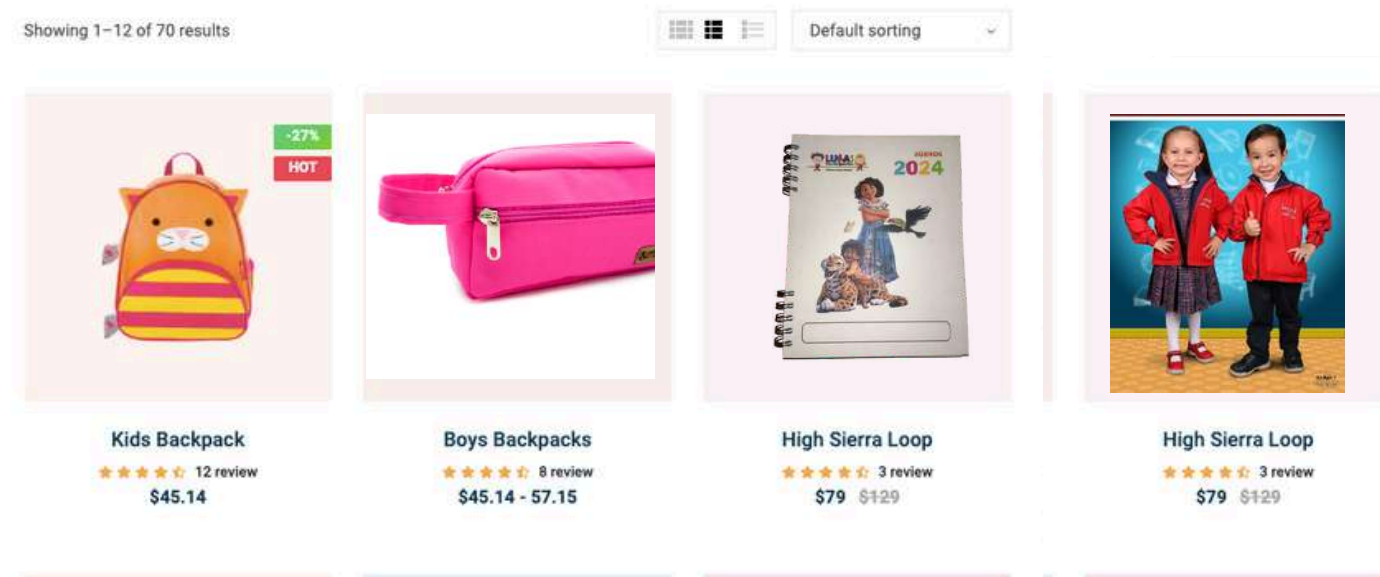 Showing 1–12 of 70 results
Default sorting
-27%
HOT
AGENDA
2024
Kids Backpack
12 review
$45.14
Boys Backpacks
8 review
$45.14 - 57.15
High Sierra Loop
3 review
$79 $129
High Sierra Loop
3 review
$79 $129